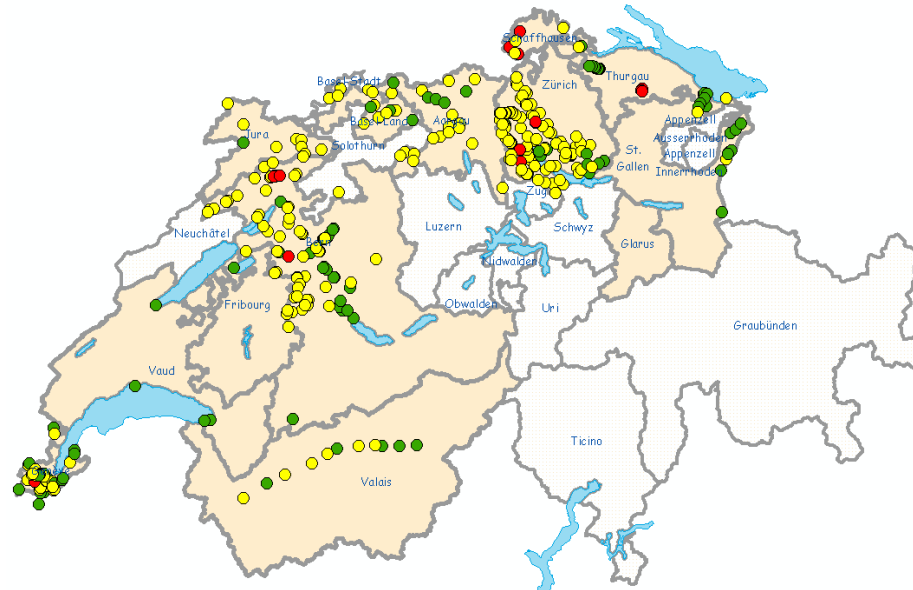 Schaffhausen
Basel-Stadt
Zürich
Thurgau
Basel-Land
Aargau
Appenzell
Ausserrhoden
Jura
Solothurn
St.
Gallen
Appenzell
Innerrhoden
Zug
Neuchâtel
Luzern
Schwyz
Bern
Glarus
Nidwalden
Fribourg
Obwalden
Uri
Graubünden
Vaud
Ticino
Genève
Valais